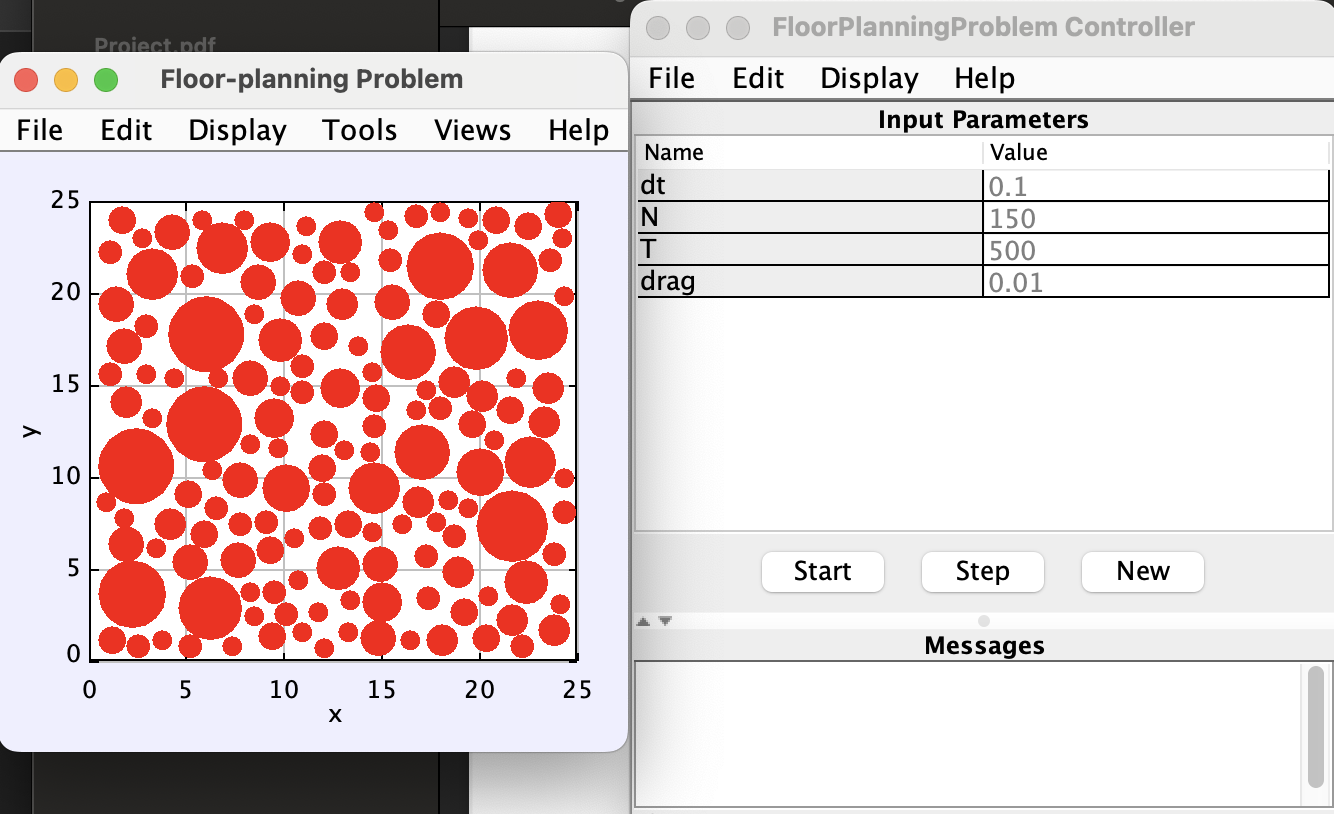 Project.pdf
Floor-planning Problem
File Edit Display Tools Views Help
25
20
15
10
5
0
y
0 5 10 15 20 25
x
FloorPlanningProblem Controller
File Edit Display Help
Input Parameters
Name Value
dt 0.1
N 150
T 500
drag 0.01
Start Step New
Messages